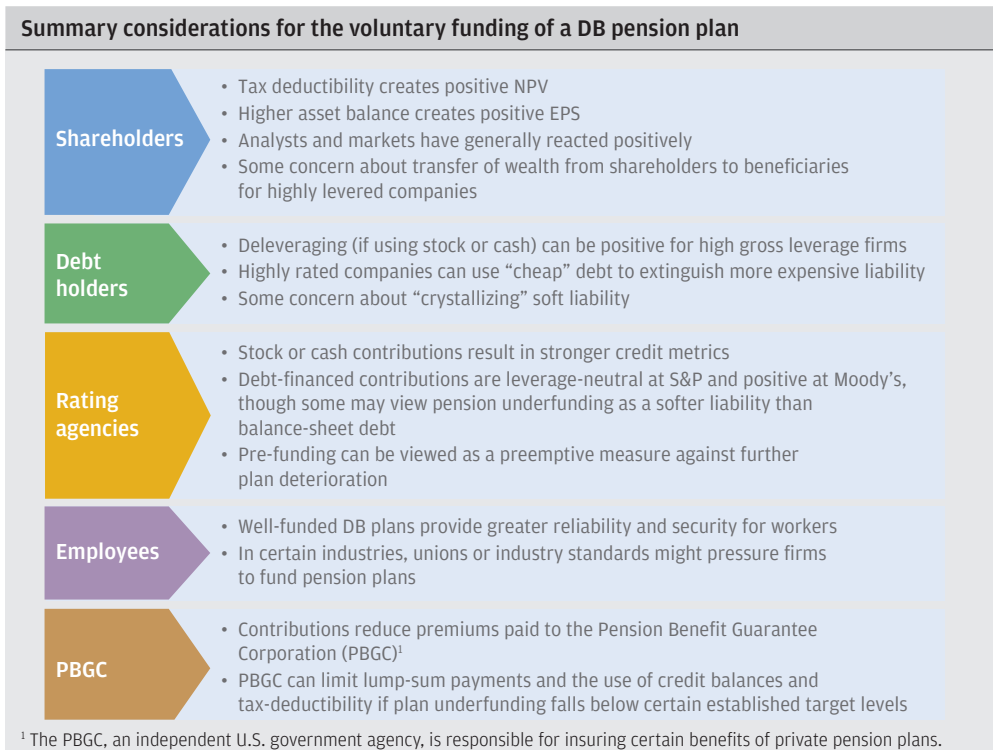 Summary considerations for the voluntary funding of a DB pension plan
Shareholders
• Tax deductibility creates positive NPV
• Higher asset balance creates positive EPS
• Analysts and markets have generally reacted positively
• Some concern about transfer of wealth from shareholders to beneficiaries
for highly levered companies
Debt
holders
• Deleveraging (if using stock or cash) can be positive for high gross leverage firms
• Highly rated companies can use “cheap” debt to extinguish more expensive liability
• Some concern about “crystallizing” soft liability
Rating
agencies
• Stock or cash contributions result in stronger credit metrics
• Debt-financed contributions are leverage-neutral at S&P and positive at Moody’s,
though some may view pension underfunding as a softer liability than
balance-sheet debt
• Pre-funding can be viewed as a preemptive measure against further
plan deterioration
Employees
• Well-funded DB plans provide greater reliability and security for workers
• In certain industries, unions or industry standards might pressure firms
to fund pension plans
PBGC
• Contributions reduce premiums paid to the Pension Benefit Guarantee
Corporation (PBGC)¹
• PBGC can limit lump-sum payments and the use of credit balances and
tax-deductibility if plan underfunding falls below certain established target levels
¹ The PBGC, an independent U.S. government agency, is responsible for insuring certain benefits of private pension plans.